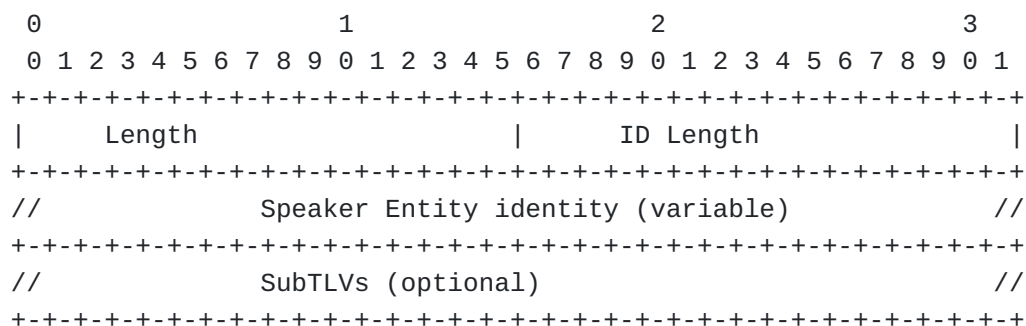 0                   1                   2                   3
 0 1 2 3 4 5 6 7 8 9 0 1 2 3 4 5 6 7 8 9 0 1 2 3 4 5 6 7 8 9 0 1
+-+-+-+-+-+-+-+-+-+-+-+-+-+-+-+-+-+-+-+-+-+-+-+-+-+-+-+-+-+-+-+-+
|     Length                    |      ID Length                |
+-+-+-+-+-+-+-+-+-+-+-+-+-+-+-+-+-+-+-+-+-+-+-+-+-+-+-+-+-+-+-+-+
//              Speaker Entity identity (variable)             //
+-+-+-+-+-+-+-+-+-+-+-+-+-+-+-+-+-+-+-+-+-+-+-+-+-+-+-+-+-+-+-+-+
//              SubTLVs (optional)                             //
+-+-+-+-+-+-+-+-+-+-+-+-+-+-+-+-+-+-+-+-+-+-+-+-+-+-+-+-+-+-+-+-+